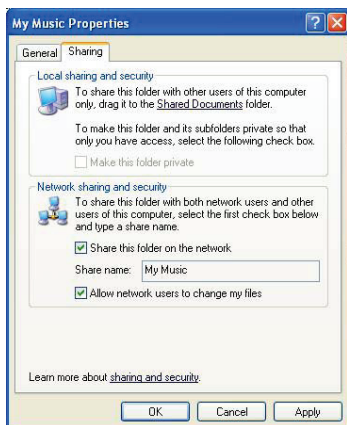 My Music Properties
General Sharing
Local sharing and security
To share this folder with other users of this computer
only, drag it to the Shared Documents folder.
To make this folder and its subfolders private so that
only you have access, select the following check box.
Make this folder private
Network sharing and security
To share this folder with both network users and other
users of this computer, select the first check box below
and type a share name.
Share this folder on the network
Share name: My Music
Allow network users to change my files
Learn more about sharing and security.
OK Cancel Apply